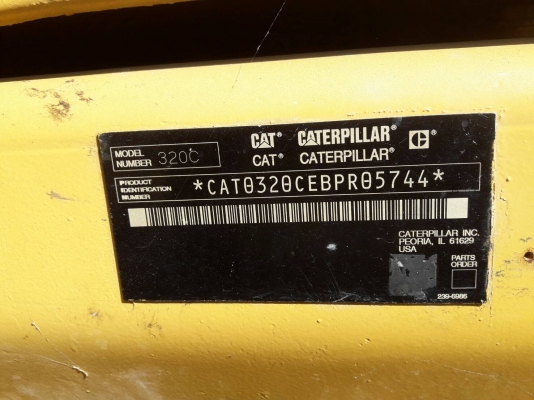 MODEL NUMBER 320C
CAT CATERPILLAR® C
CAT® CATERPILLAR®
PRODUCT IDENTIFICATION NUMBER *CAT0320CEBPR05744*
CATERPILLAR INC.
PEORIA, IL 61629
USA
PARTS
ORDER
239-5985